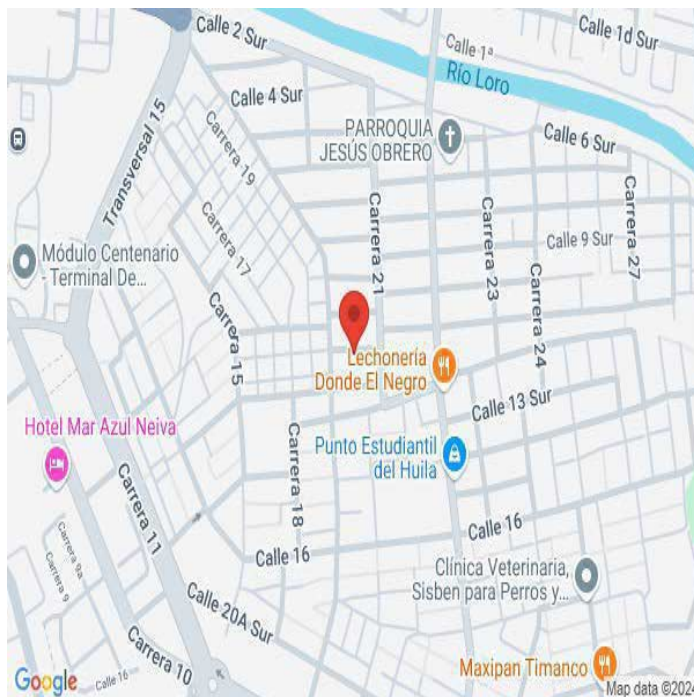 Calle 2 Sur
Calle 1ª
Calle 1d Sur
Río Loro
Calle 4 Sur
Transversal 15
Carrera 19
PARROQUIA
JESÚS OBRERO
Calle 6 Sur
Carrera 21
Carrera 17
Carrera 23
Calle 9 Sur
Carrera 27
Carrera 24
Módulo Centenario
- Terminal De...
Carrera 15
Lechonería
Donde El Negro
Calle 13 Sur
Hotel Mar Azul Neiva
Carrera 18
Punto Estudiantil
del Huila
Carrera 11
Calle 16
Calle 16
Carrera 9a
Carrera 9
Clínica Veterinaria,
Sisben para Perros y...
Calle 20A Sur
Carrera 10
Maxipan Timanco
Google
Calle 16
Map data ©202